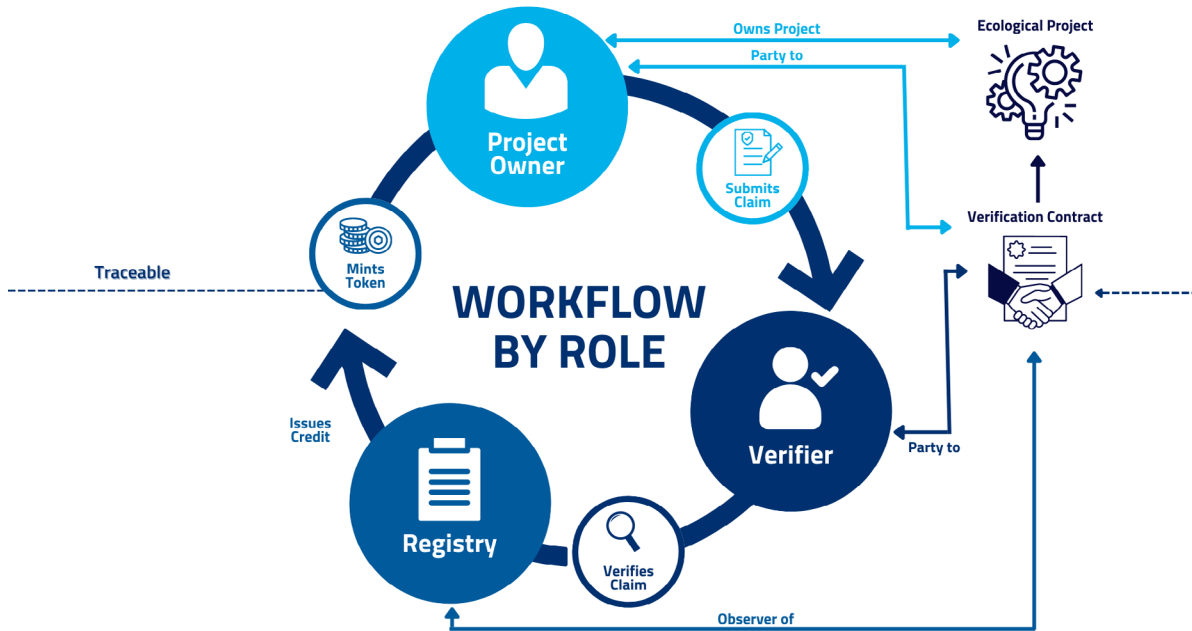 Owns Project
Ecological Project
Party to
Project
Owner
Submits
Claim
Verification Contract
Mints
Token
Traceable
WORKFLOW
BY ROLE
Issues
Credit
Verifier
Party to
Registry
Verifies
Claim
Observer of